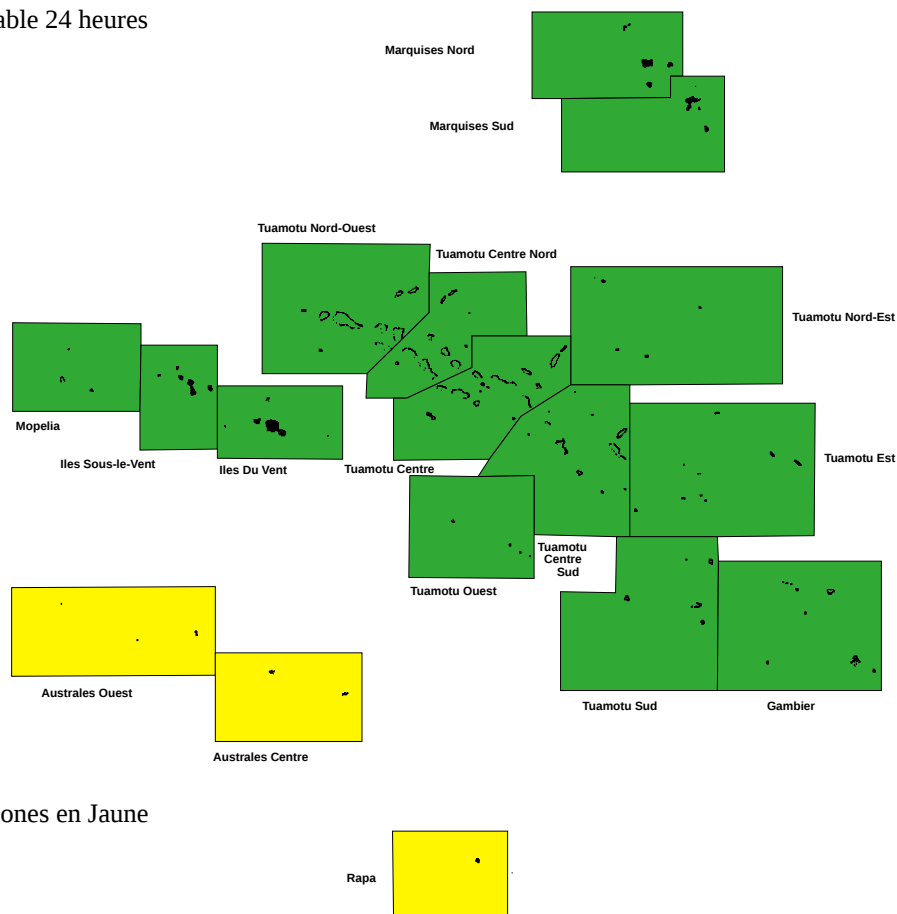 able 24 heures
Marquises Nord
Marquises Sud
Tuamotu Nord-Ouest
Tuamotu Centre Nord
Tuamotu Nord-Est
Mopelia
Iles Sous-le-Vent
Iles Du Vent
Tuamotu Centre
Tuamotu Est
Tuamotu
Centre
Sud
Tuamotu Ouest
Australes Ouest
Tuamotu Sud
Gambier
Australes Centre
ones en Jaune
Rapa